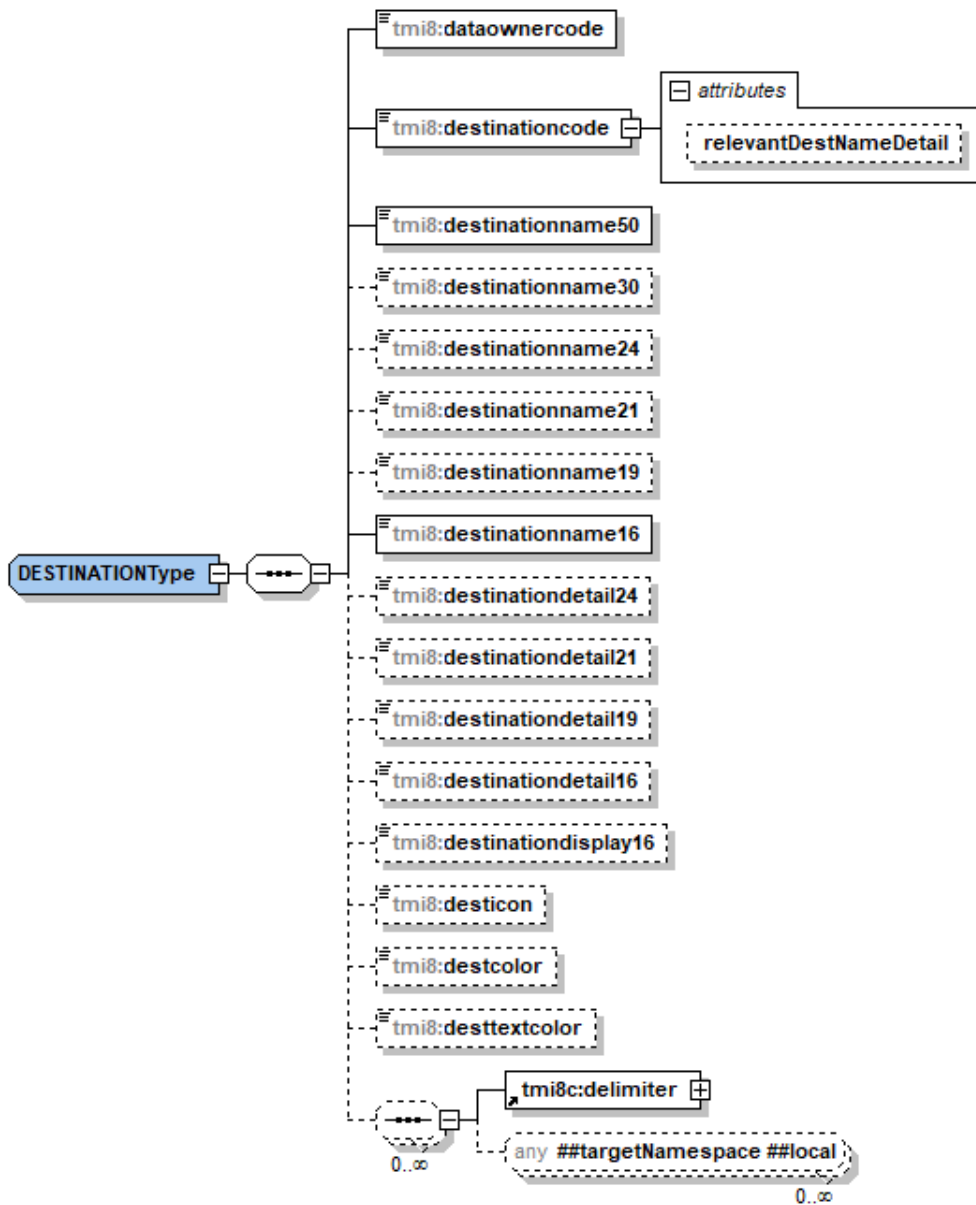 tmi8:dataownercode
attributes
tmi8:destinationcode
relevantDestNameDetail
tmi8:destinationname50
tmi8:destinationname30
tmi8:destinationname24
tmi8:destinationname21
tmi8:destinationname19
tmi8:destinationname16
DESTINATIONType
tmi8:destinationdetail24
tmi8:destinationdetail21
tmi8:destinationdetail19
tmi8:destinationdetail16
tmi8:destinationdisplay16
tmi8:desticon
tmi8:destcolor
tmi8:desttextcolor
tmi8c:delimiter
any ##targetNamespace ##local
0..∞
0..∞